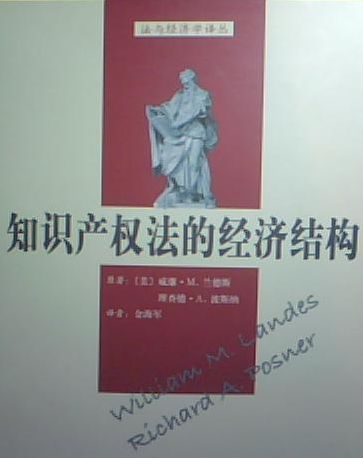 法与经济学译丛
知识产权法的经济结构
原著：〔美〕威廉·M. 兰德斯
理查德·A. 波斯纳
译者：金海军
William M. Landes
Richard A. Posner